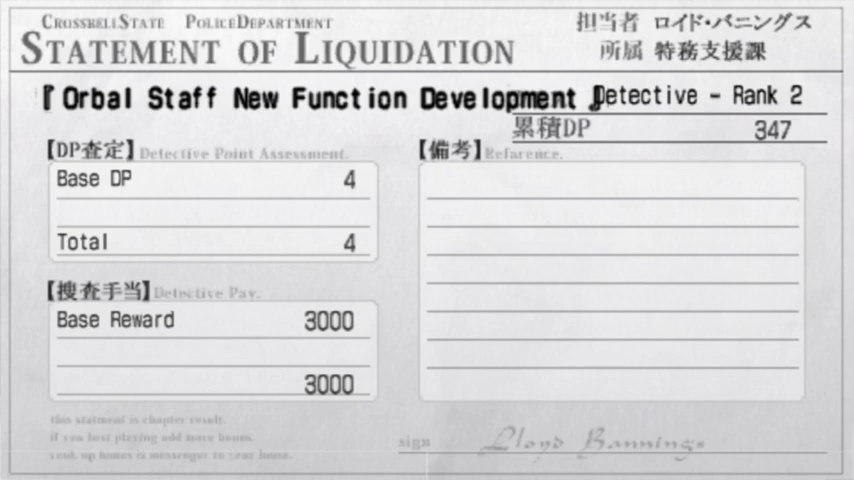 CROSSBELLSTATE POLICEDEPARTMENT
STATEMENT OF LIQUIDATION
担当者 ロイド・バニングス
所属 特務支援課
『Orbal Staff New Function Development』
Detective - Rank 2
累積DP 347
【DP査定】Detective Point Assessment.
Base DP 4
Total 4
【備考】Refarence.
【捜査手当】Detective Pay.
Base Reward 3000
3000
this statment is chapter result.
if you best playing add more bonus.
sign Lloyd Bannings